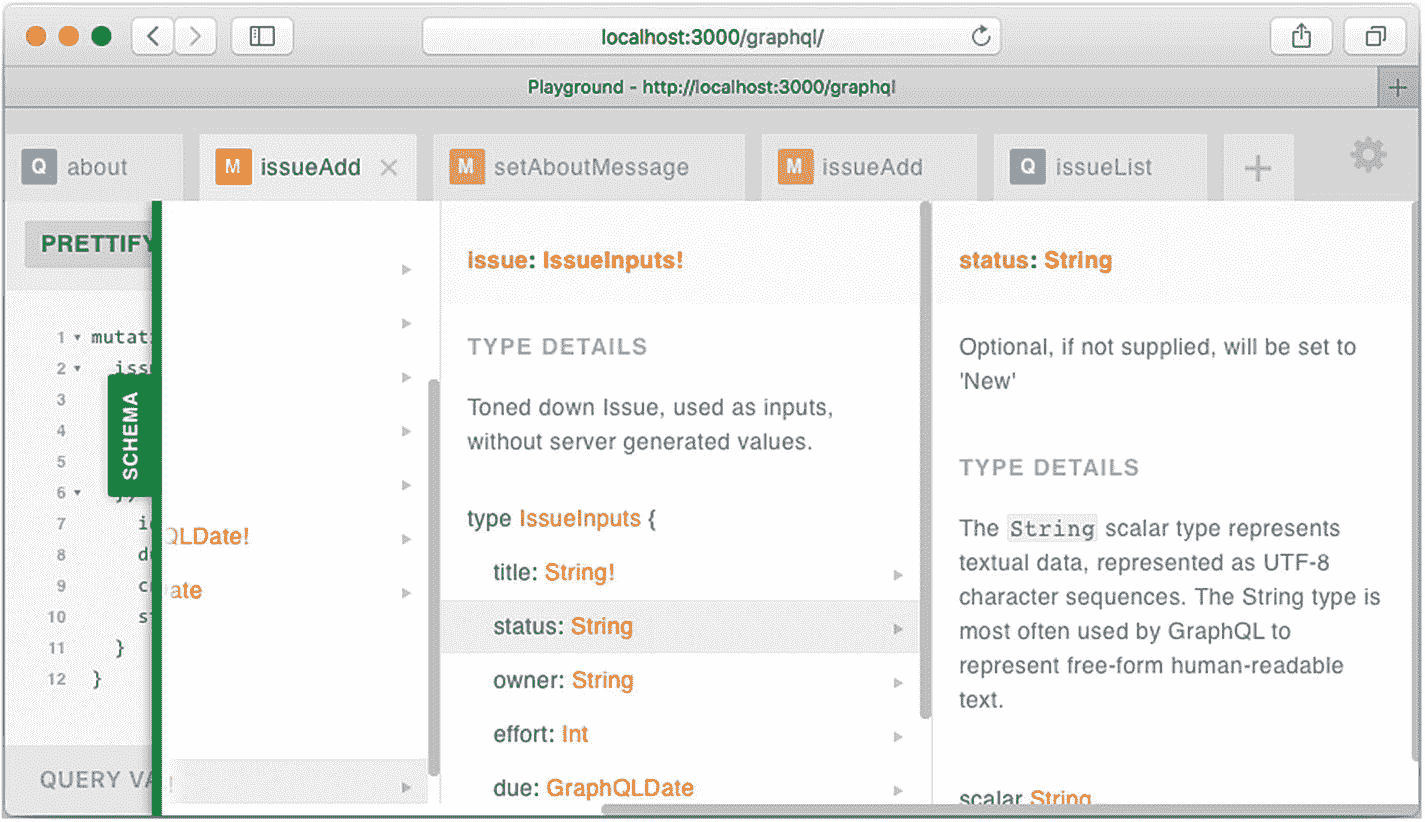 localhost:3000/graphql/
Playground - http://localhost:3000/graphql
Q about
M issueAdd
M setAboutMessage
M issueAdd
Q issueList
PRETTIFY
1 mutat
2 issu
3
4
5
6
7
8
9
10
11 }
12 }
QUERY VA
SCHEMA
QLDate!
ate
issue: IssueInputs!
TYPE DETAILS
Toned down Issue, used as inputs,
without server generated values.
type IssueInputs {
title: String!
status: String
owner: String
effort: Int
due: GraphQLDate
status: String
Optional, if not supplied, will be set to
'New'
TYPE DETAILS
The String scalar type represents
textual data, represented as UTF-8
character sequences. The String type is
most often used by GraphQL to
represent free-form human-readable
text.
scalar String